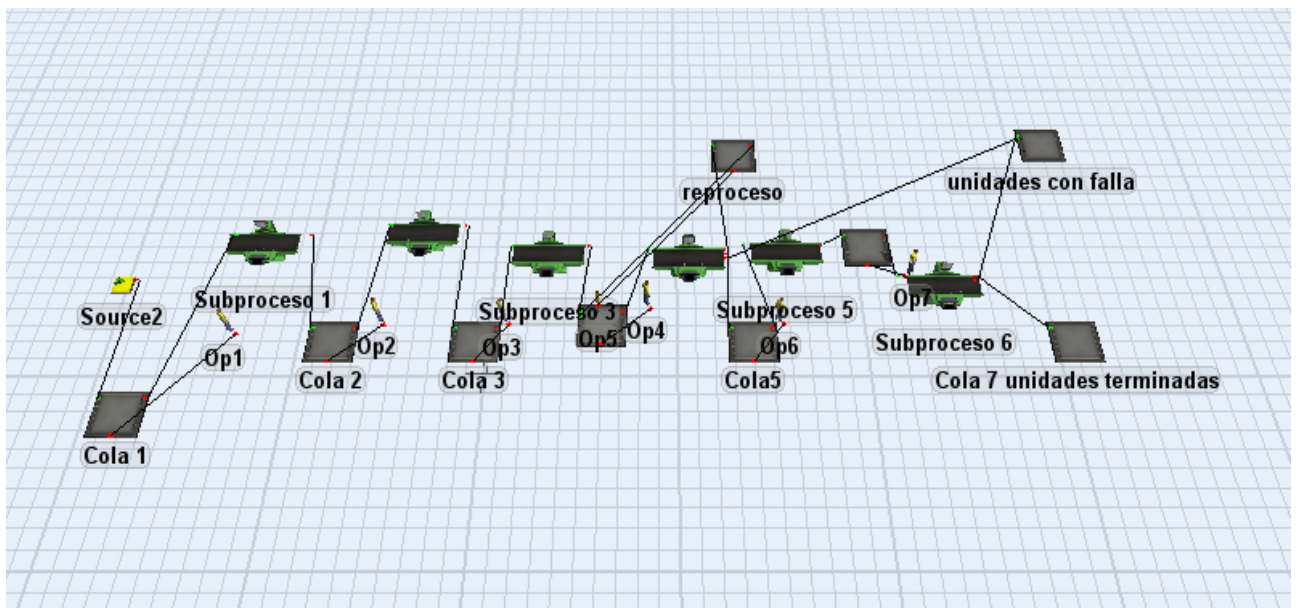 reproceso
unidades con falla
Source2
Subproceso 1
Subproceso 3
Subproceso 5
Op7
Op1
Op2
Op3
Op5
Op4
Op6
Subproceso 6
Cola 1
Cola 2
Cola 3
Cola5
Cola 7 unidades terminadas